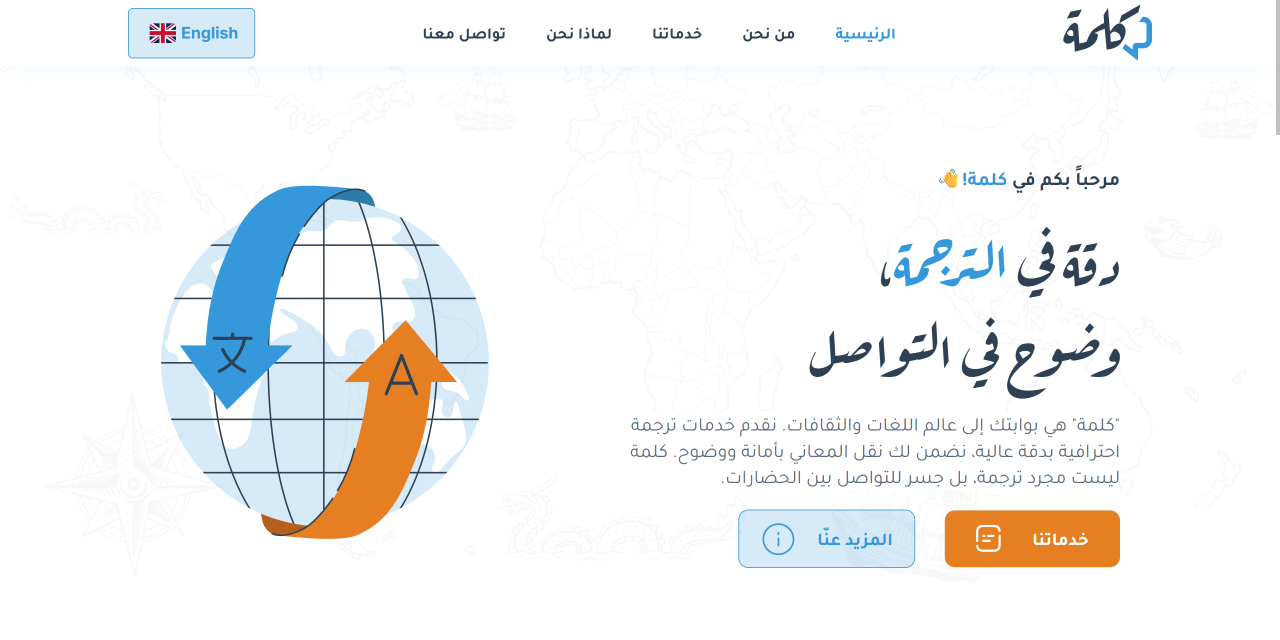 كلمة
الرئيسية
من نحن
خدماتنا
لماذا نحن
تواصل معنا
English
مرحباً بكم في كلمة! 👋
دقة في الترجمة،
وضوح في التواصل
"كلمة" هي بوابتك إلى عالم اللغات والثقافات. نقدم خدمات ترجمة
احترافية بدقة عالية، نضمن لك نقل المعاني بأمانة ووضوح. كلمة
ليست مجرد ترجمة، بل جسر للتواصل بين الحضارات.
خدماتنا
المزيد عنّا
文
A